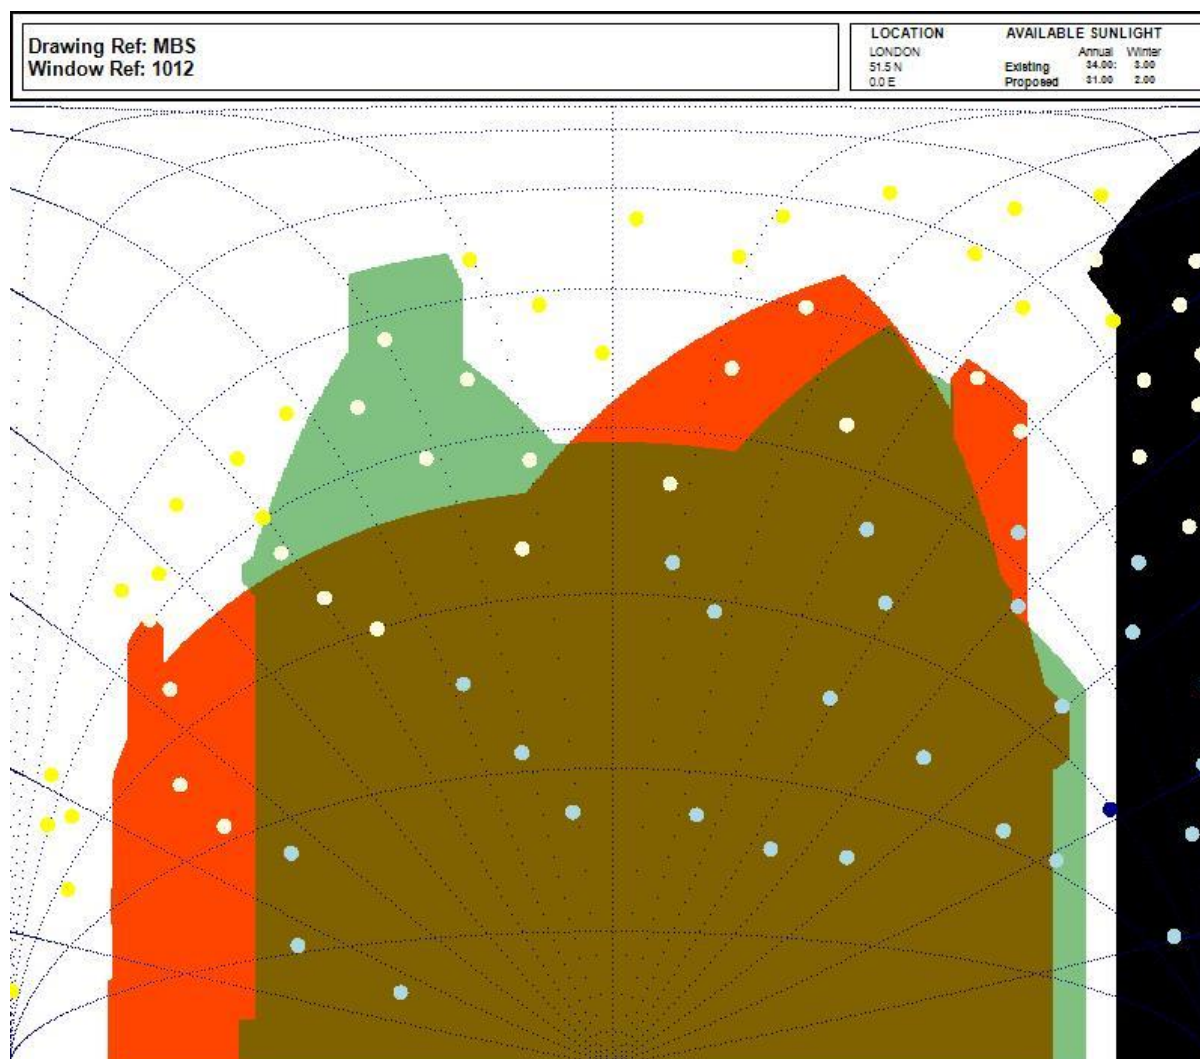 Drawing Ref: MBS
Window Ref: 1012
LOCATION
LONDON
51.5 N
0.0 E
AVAILABLE SUNLIGHT
Annual Winter
Existing 34.00: 3.00
Proposed 31.00 2.00